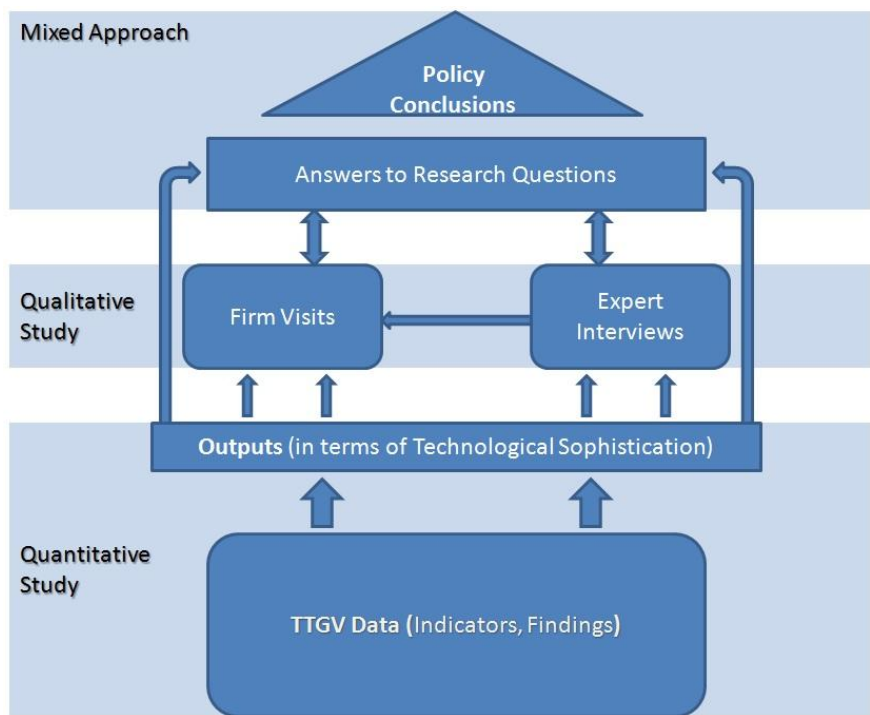 Mixed Approach
Policy
Conclusions
Answers to Research Questions
Qualitative
Study
Firm Visits
Expert
Interviews
Outputs (in terms of Technological Sophistication)
Quantitative
Study
TTGV Data (Indicators, Findings)